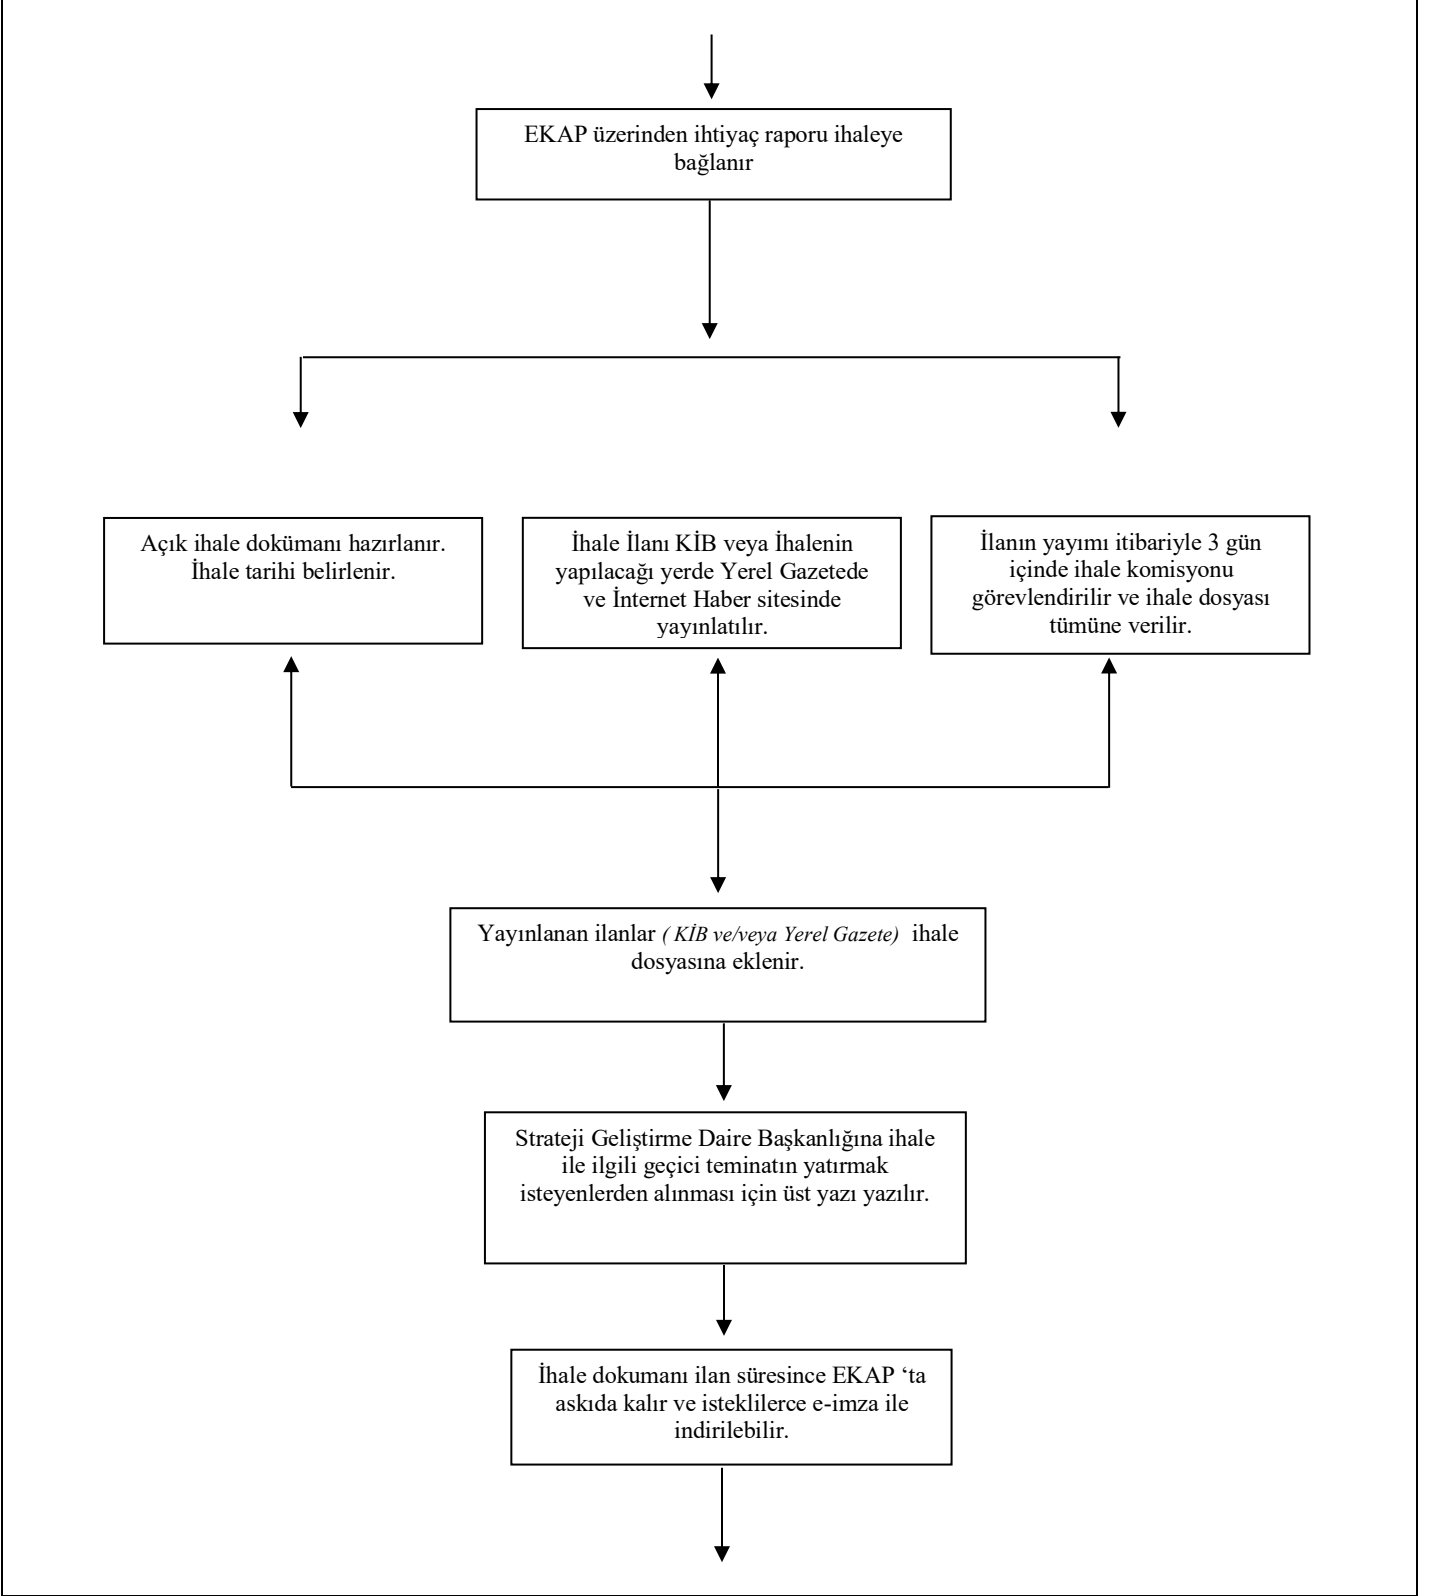 EKAP üzerinden ihtiyaç raporu ihaleye
bağlanır
Açık ihale dokümanı hazırlanır.
İhale tarihi belirlenir.
İhale İlanı KİB veya İhalenin
yapılacağı yerde Yerel Gazetede
ve İnternet Haber sitesinde
yayınlatılır.
İlanın yayımı itibariyle 3 gün
içinde ihale komisyonu
görevlendirilir ve ihale dosyası
tümüne verilir.
Yayınlanan ilanlar ( KİB ve/veya Yerel Gazete) ihale
dosyasına eklenir.
Strateji Geliştirme Daire Başkanlığına ihale
ile ilgili geçici teminatın yatırmak
isteyenlerden alınması için üst yazı yazılır.
İhale dokumanı ilan süresince EKAP ‘ta
askıda kalır ve isteklilerce e-imza ile
indirilebilir.